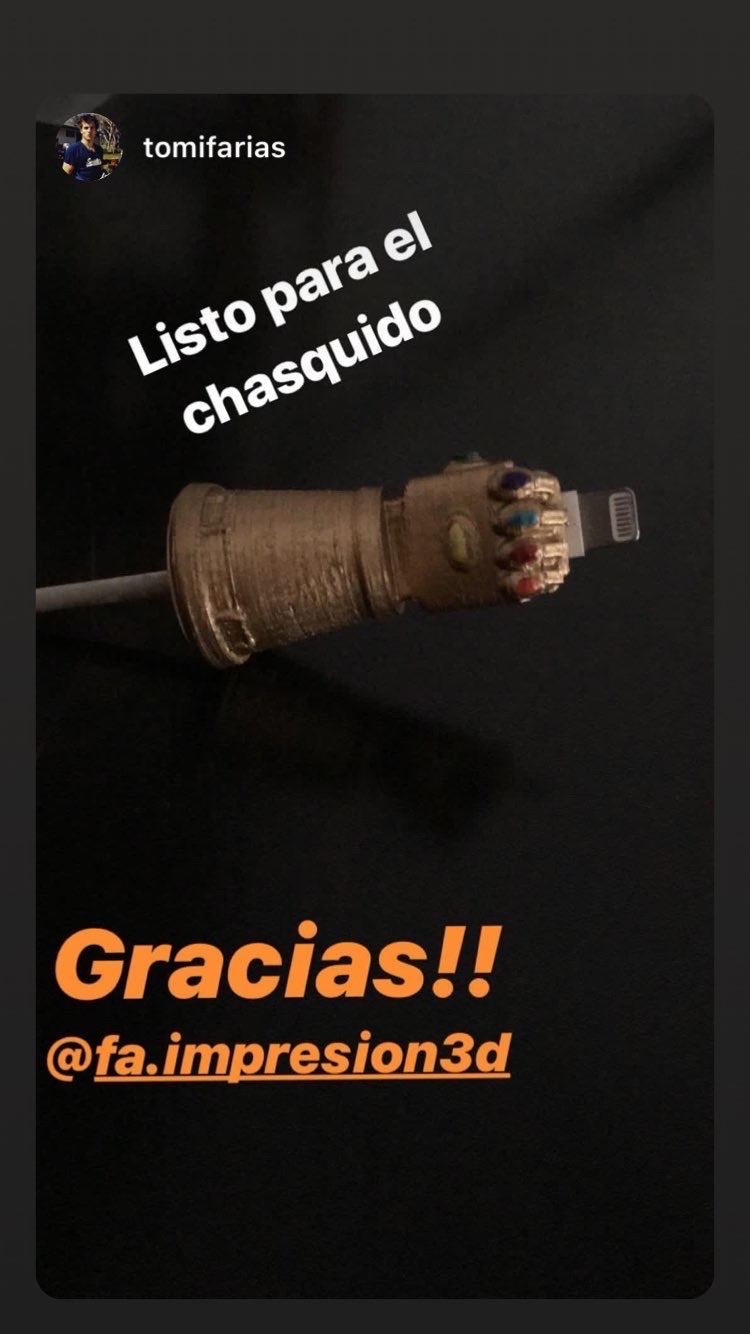 tomifarias
Listo para el
chasquido
Gracias!!
@fa.impresion3d